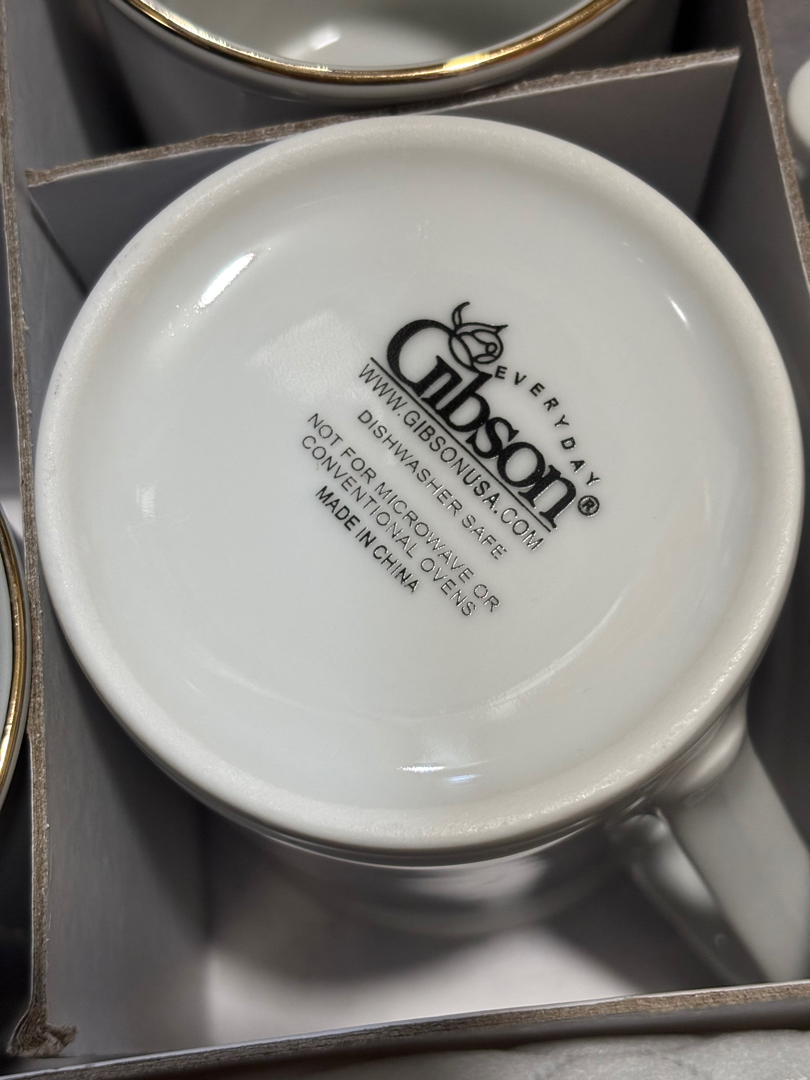 Gibson®
EVERYDAY
WWW.GIBSONUSA.COM
DISHWASHER SAFE
NOT FOR MICROWAVE OR
CONVENTIONAL OVENS
MADE IN CHINA